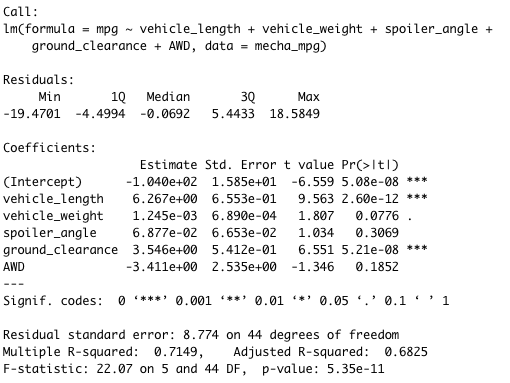 Call:
lm(formula = mpg ~ vehicle_length + vehicle_weight + spoiler_angle +
    ground_clearance + AWD, data = mecha_mpg)

Residuals:
     Min       1Q   Median       3Q      Max
-19.4701  -4.4994  -0.0692   5.4433  18.5849

Coefficients:
                   Estimate Std. Error t value Pr(>|t|)
(Intercept)      -1.040e+02  1.585e+01  -6.559 5.08e-08 ***
vehicle_length    6.267e+00  6.553e-01   9.563 2.60e-12 ***
vehicle_weight    1.245e-03  6.890e-04   1.807   0.0776 .
spoiler_angle     6.877e-02  6.653e-02   1.034   0.3069
ground_clearance  3.546e+00  5.412e-01   6.551 5.21e-08 ***
AWD              -3.411e+00  2.535e+00  -1.346   0.1852
---
Signif. codes:  0 ‘***’ 0.001 ‘**’ 0.01 ‘*’ 0.05 ‘.’ 0.1 ‘ ’ 1

Residual standard error: 8.774 on 44 degrees of freedom
Multiple R-squared:  0.7149,    Adjusted R-squared:  0.6825
F-statistic: 22.07 on 5 and 44 DF,  p-value: 5.35e-11